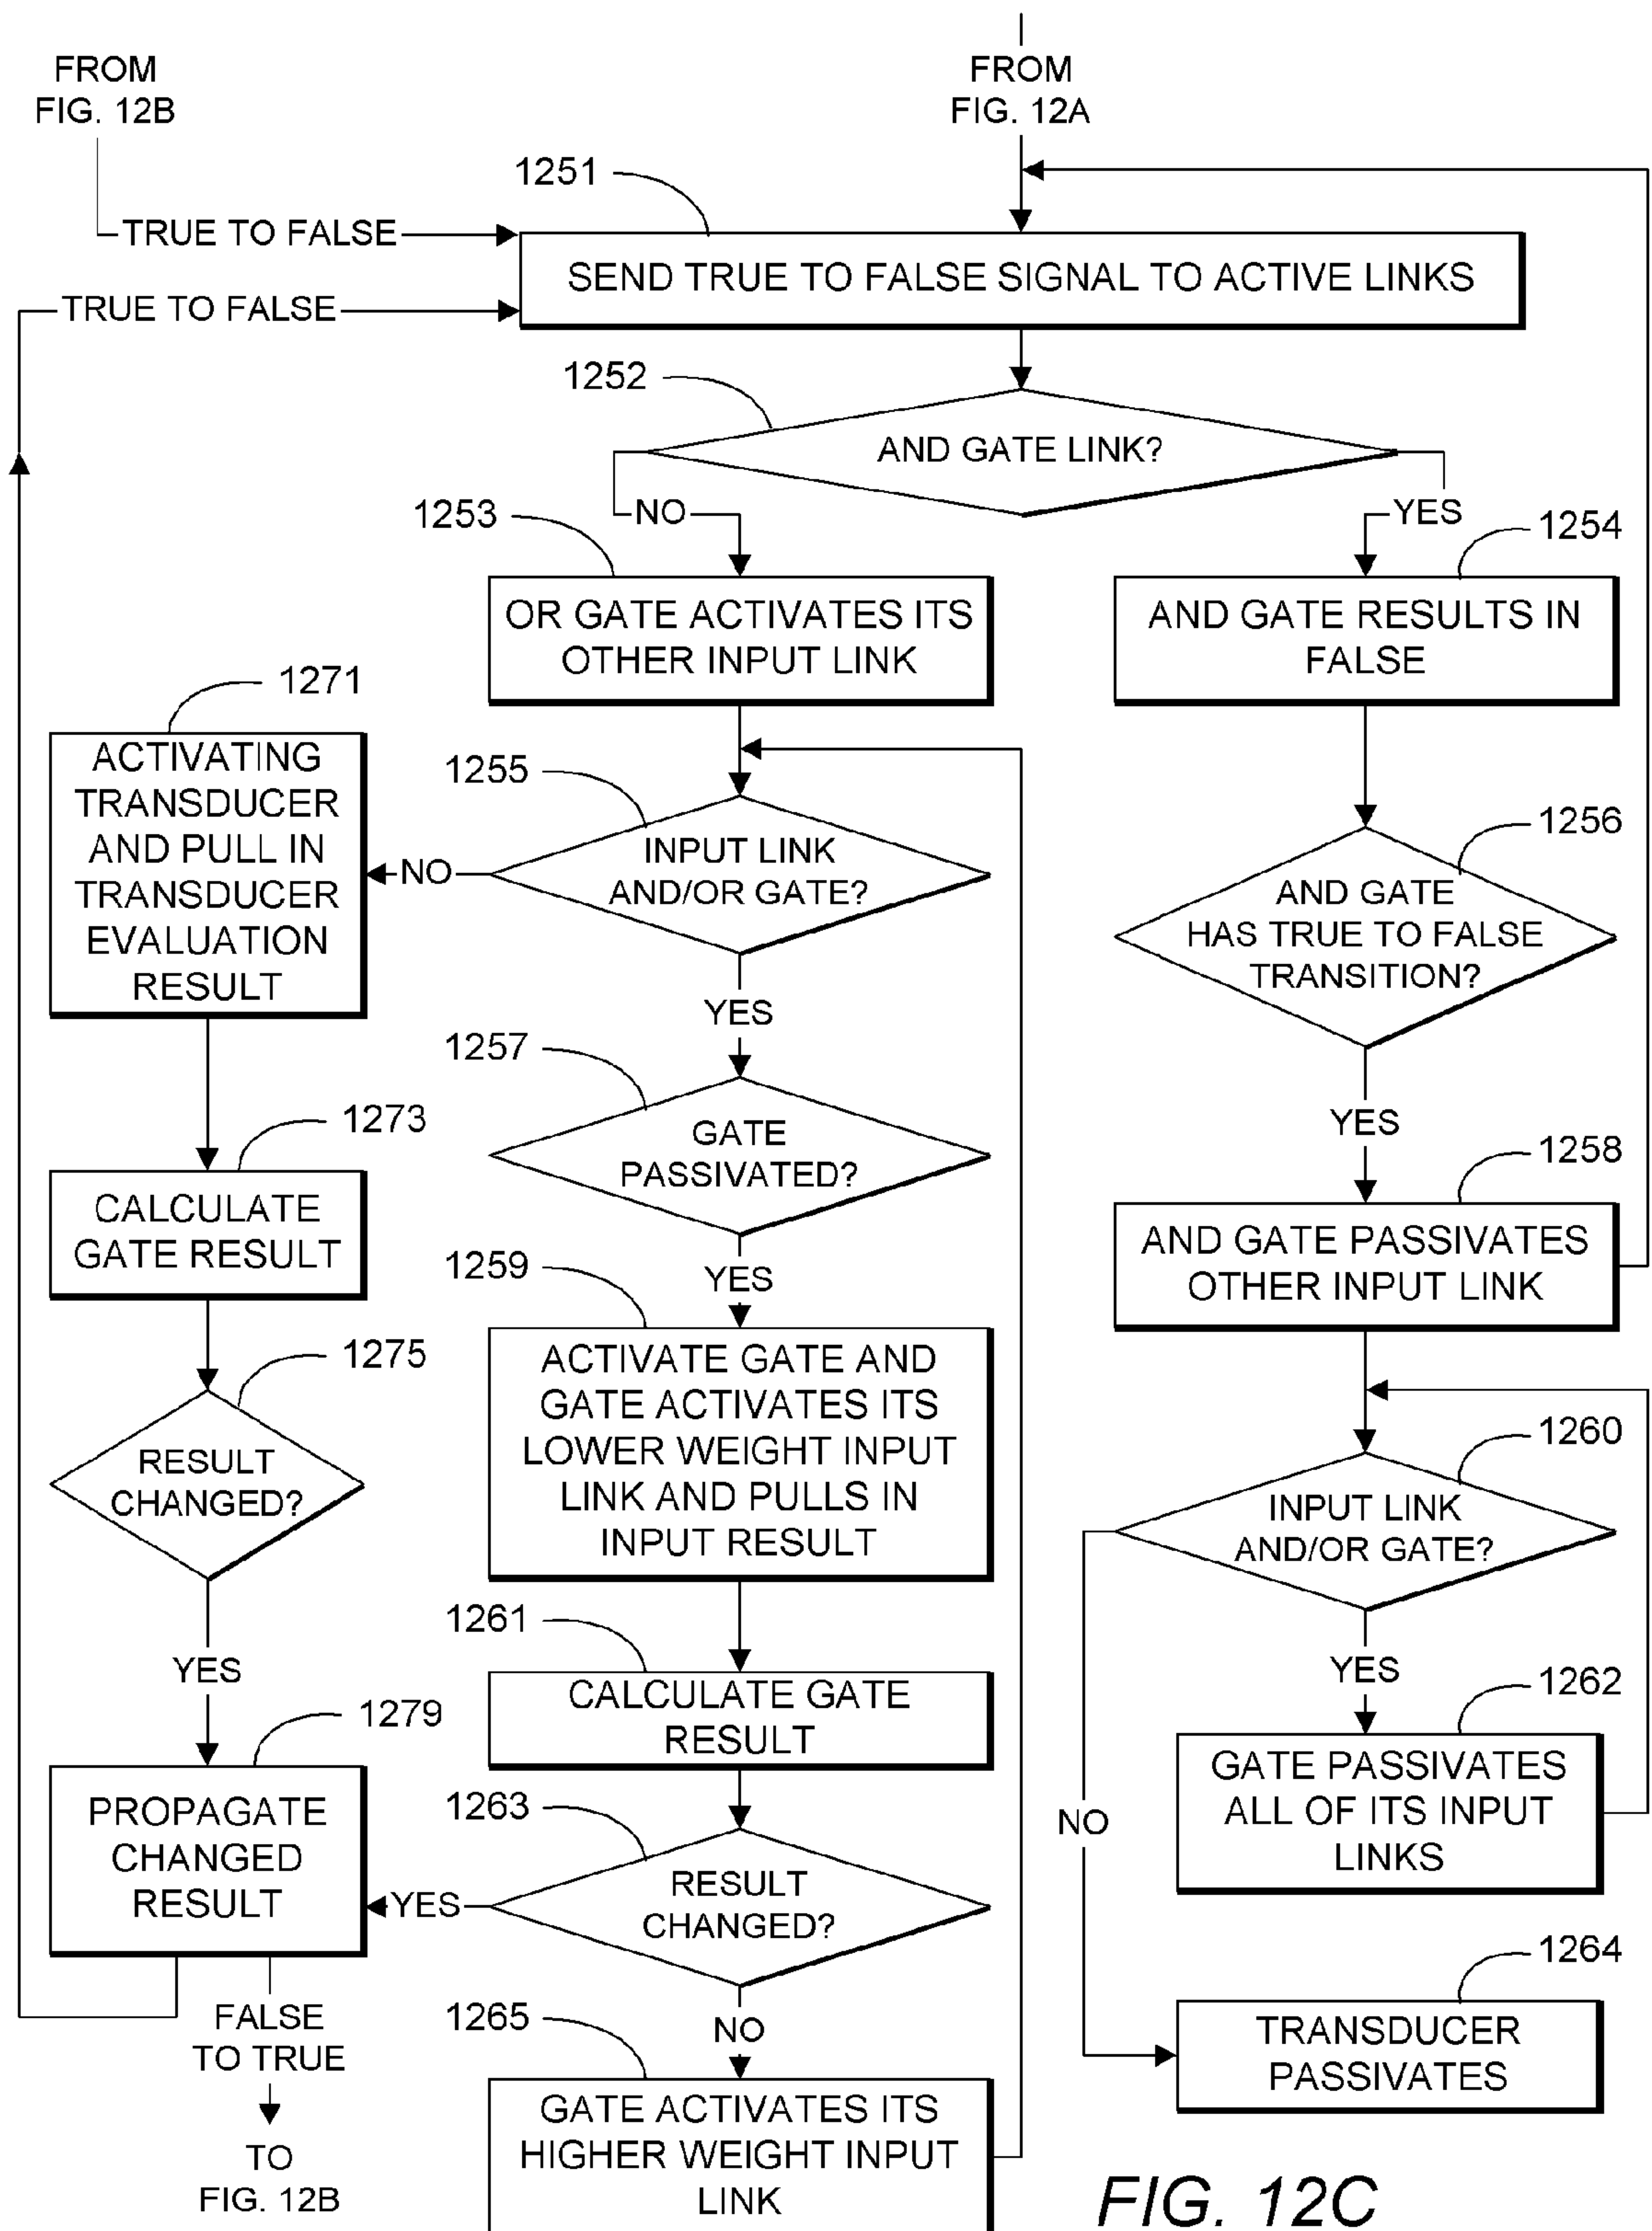 FROM
FIG. 12B
FROM
FIG. 12A
1251
TRUE TO FALSE
SEND TRUE TO FALSE SIGNAL TO ACTIVE LINKS
TRUE TO FALSE
1252
AND GATE LINK?
NO
YES
1253
1254
OR GATE ACTIVATES ITS
OTHER INPUT LINK
AND GATE RESULTS IN
FALSE
1271
ACTIVATING
TRANSDUCER
AND PULL IN
TRANSDUCER
EVALUATION
RESULT
1255
INPUT LINK
AND/OR GATE?
NO
YES
1256
AND GATE
HAS TRUE TO FALSE
TRANSITION?
YES
1257
GATE
PASSIVATED?
YES
1273
CALCULATE
GATE RESULT
1258
AND GATE PASSIVATES
OTHER INPUT LINK
1259
ACTIVATE GATE AND
GATE ACTIVATES ITS
LOWER WEIGHT INPUT
LINK AND PULLS IN
INPUT RESULT
1275
RESULT
CHANGED?
YES
1260
INPUT LINK
AND/OR GATE?
YES
NO
1261
CALCULATE GATE
RESULT
1262
GATE PASSIVATES
ALL OF ITS INPUT
LINKS
1279
PROPAGATE
CHANGED
RESULT
1263
RESULT
CHANGED?
YES
NO
1264
TRANSDUCER
PASSIVATES
FALSE
TO TRUE
TO
FIG. 12B
1265
GATE ACTIVATES ITS
HIGHER WEIGHT INPUT
LINK
FIG. 12C